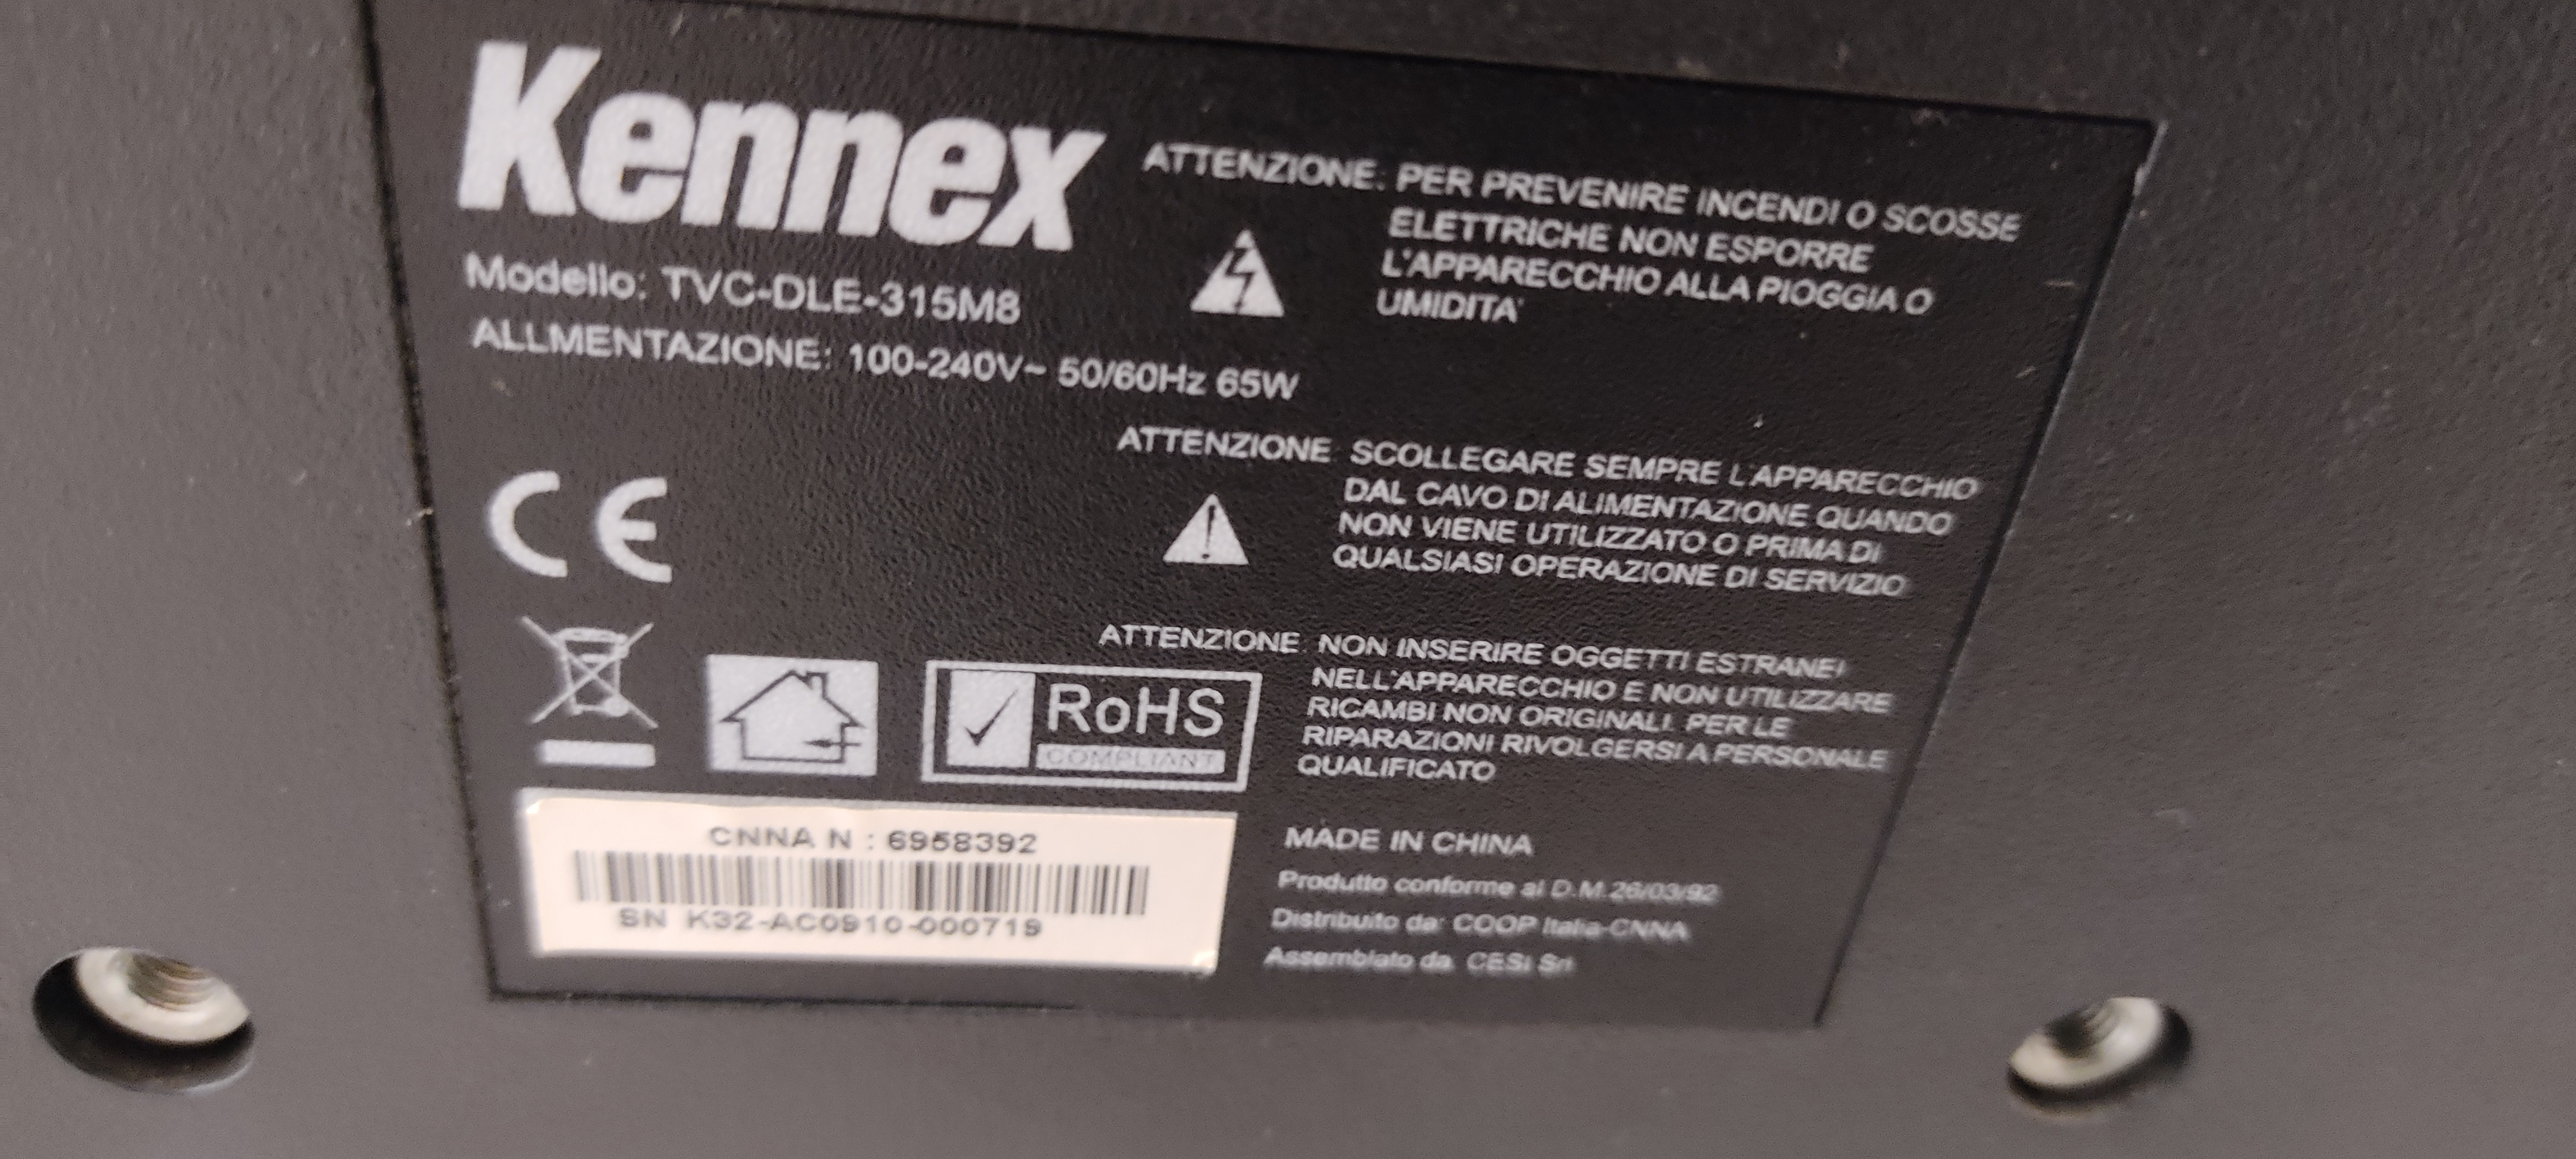 Kennex
Modello: TVC-DLE-315M8
ALLMENTAZIONE: 100-240V~ 50/60Hz 65W
ATTENZIONE: PER PREVENIRE INCENDI O SCOSSE
ELETTRICHE NON ESPORRE
L'APPARECCHIO ALLA PIOGGIA O
UMIDITA'
ATTENZIONE: SCOLLEGARE SEMPRE L'APPARECCHIO
DAL CAVO DI ALIMENTAZIONE QUANDO
NON VIENE UTILIZZATO O PRIMA DI
QUALSIASI OPERAZIONE DI SERVIZIO
ATTENZIONE: NON INSERIRE OGGETTI ESTRANEI
NELL'APPARECCHIO E NON UTILIZZARE
RICAMBI NON ORIGINALI. PER LE
RIPARAZIONI RIVOLGERSI A PERSONALE
QUALIFICATO
CE
RoHS
COMPLIANT
CNNA N : 6958392
SN K32-AC0910-000719
MADE IN CHINA
Produtto conforme al D.M.26/03/92
Distribuito da: COOP Italia-CNNA
Assemblato da: CESI Srl